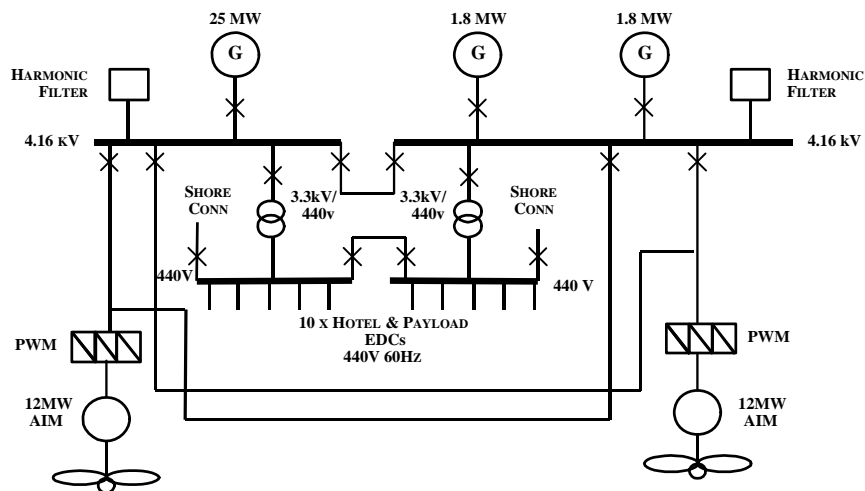 25 MW
1.8 MW
1.8 MW
G
G
G
HARMONIC
FILTER
HARMONIC
FILTER
4.16 KV
4.16 kV
SHORE
CONN
3.3kV/
440v
3.3kV/
440v
SHORE
CONN
440V
440 V
10 X HOTEL & PAYLOAD
EDCS
440V 60HZ
PWM
PWM
12MW
AIM
12MW
AIM